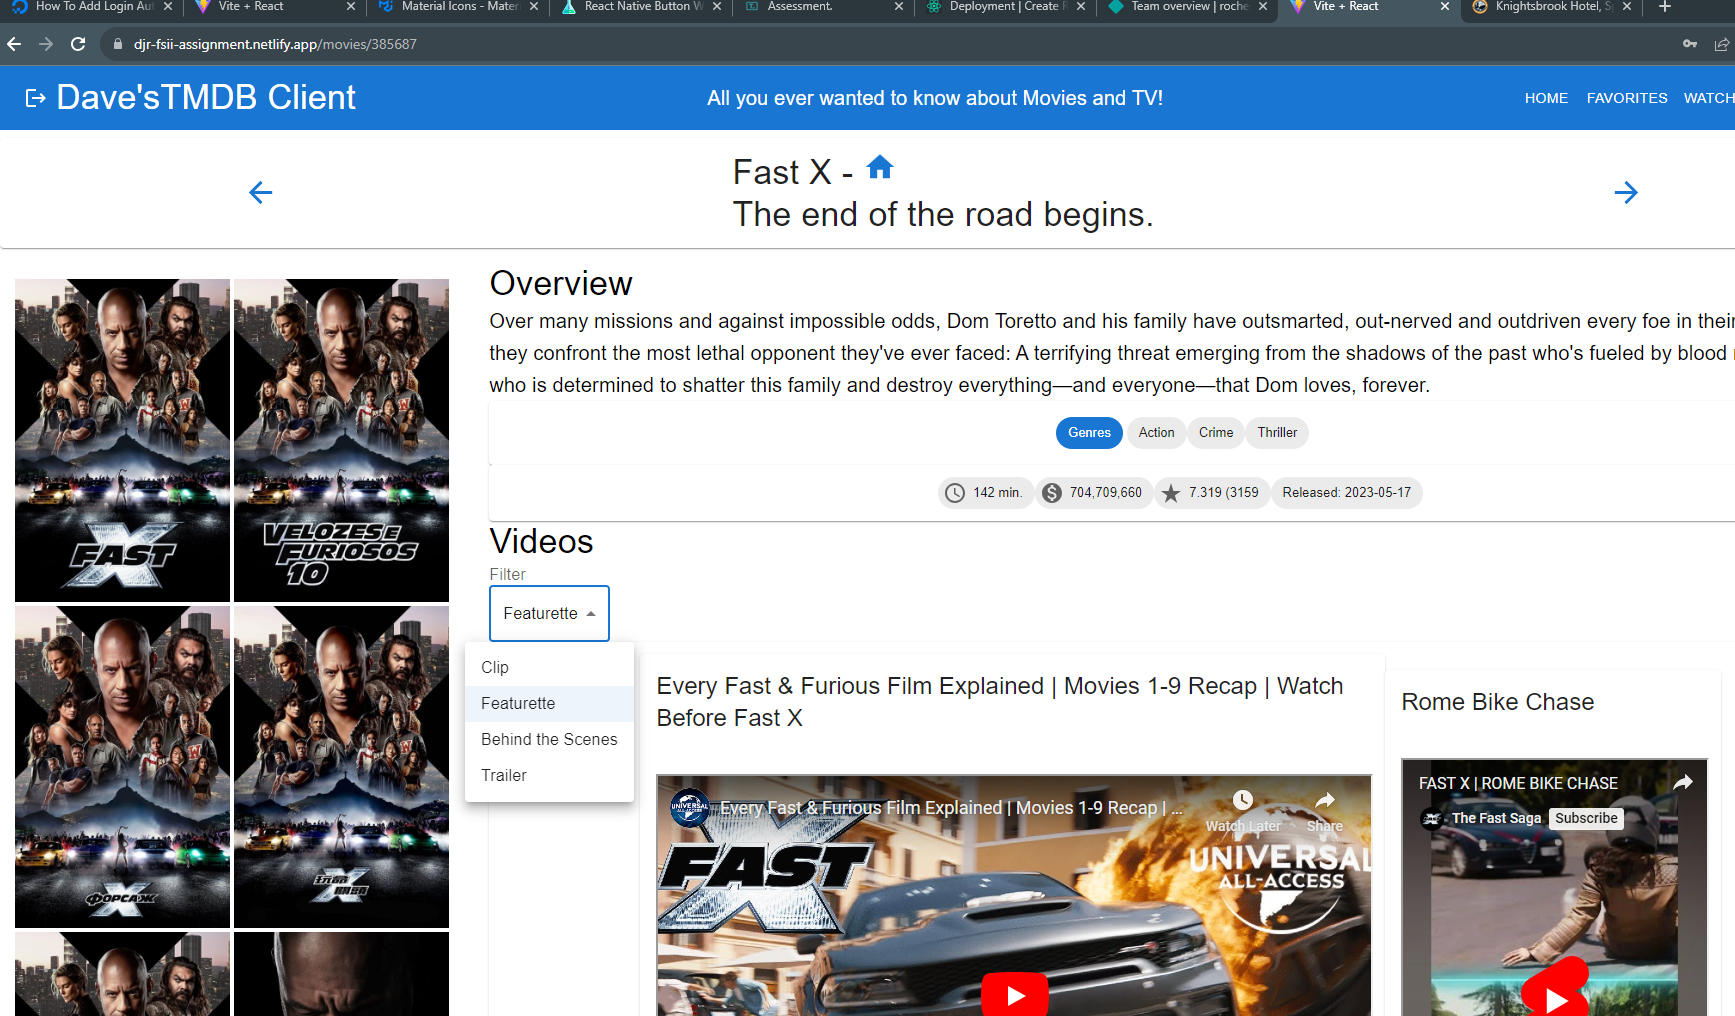 How To Add Login Aut
Vite + React
Material Icons - Mater
React Native Button W
Assessment.
Deployment | Create R
Team overview | roche
Vite + React
Knightsbrook Hotel, S
djr-fsii-assignment.netlify.app/movies/385687
Dave'sTMDB Client
All you ever wanted to know about Movies and TV!
HOME
FAVORITES
WATCH
Fast X -
The end of the road begins.
Overview
Over many missions and against impossible odds, Dom Toretto and his family have outsmarted, out-nerved and outdriven every foe in their
they confront the most lethal opponent they've ever faced: A terrifying threat emerging from the shadows of the past who's fueled by blood
who is determined to shatter this family and destroy everything—and everyone—that Dom loves, forever.
Genres
Action
Crime
Thriller
142 min.
704,709,660
7.319 (3159
Released: 2023-05-17
FAST X
VELOZES E
FURIOSOS
10
ФОРСАЖ X
Videos
Filter
Featurette
Clip
Featurette
Behind the Scenes
Trailer
Every Fast & Furious Film Explained | Movies 1-9 Recap | Watch
Before Fast X
UNIVERSAL
Every Fast & Furious Film Explained | Movies 1-9 Recap | ...
Watch Later
Share
FAST X
UNIVERSAL
ALL-ACCESS
Rome Bike Chase
FAST X | ROME BIKE CHASE
The Fast Saga
Subscribe